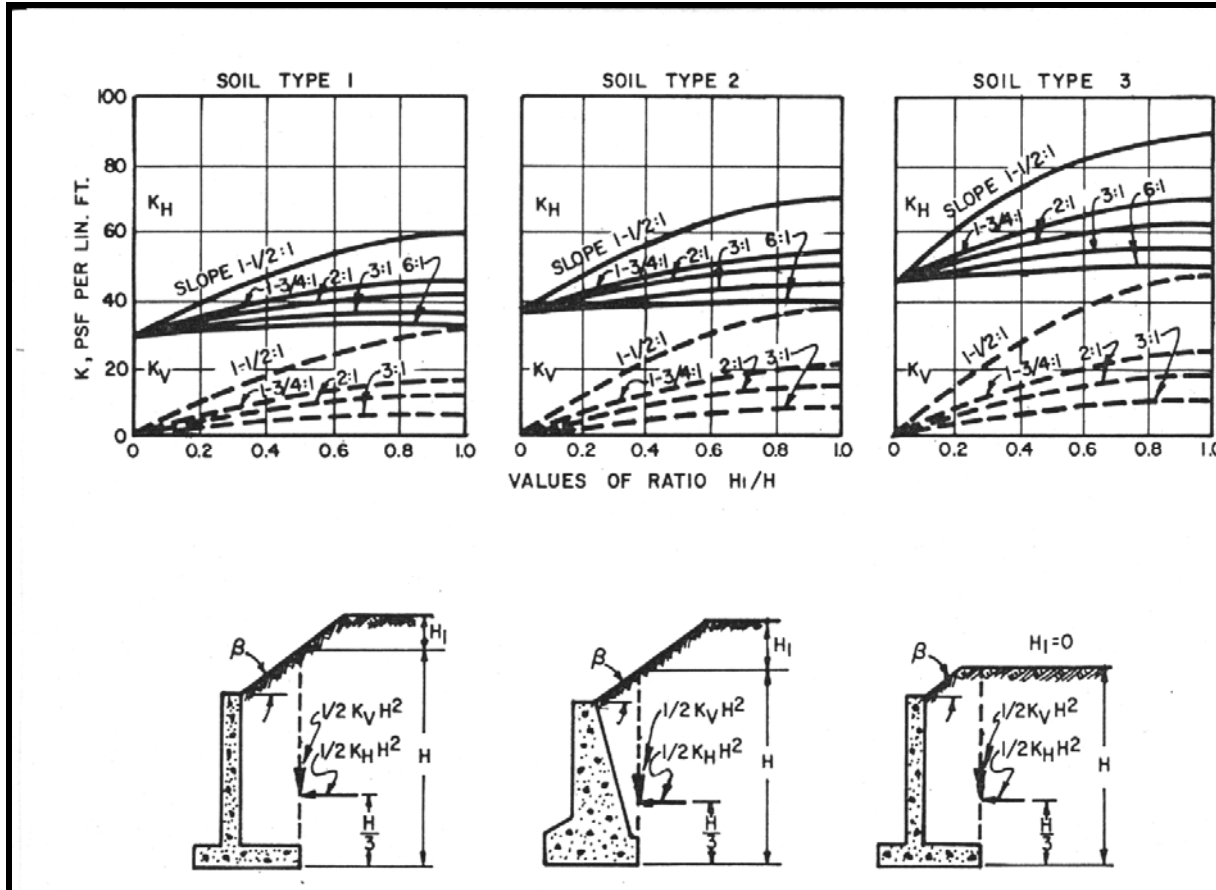 SOIL TYPE 1
SOIL TYPE 2
SOIL TYPE 3
K, PSF PER LIN. FT.
100
80
60
40
20
0
KH
SLOPE 1-1/2:1
1-3/4:1
2:1
3:1
6:1
KV
1-1/2:1
1-3/4:1
2:1
3:1
0 0.2 0.4 0.6 0.8 1.0
KH
SLOPE 1-1/2:1
1-3/4:1
2:1
3:1
6:1
KV
1-1/2:1
1-3/4:1
2:1
3:1
0 0.2 0.4 0.6 0.8 1.0
KH
SLOPE 1-1/2:1
1-3/4:1
2:1
3:1
6:1
KV
1-1/2:1
1-3/4:1
2:1
3:1
0 0.2 0.4 0.6 0.8 1.0
VALUES OF RATIO H1/H
β
H1
1/2 KV H²
1/2 KH H²
H
H/3
β
H1
1/2 KV H²
1/2 KH H²
H
H/3
β
H1=0
1/2 KV H²
1/2 KH H²
H
H/3